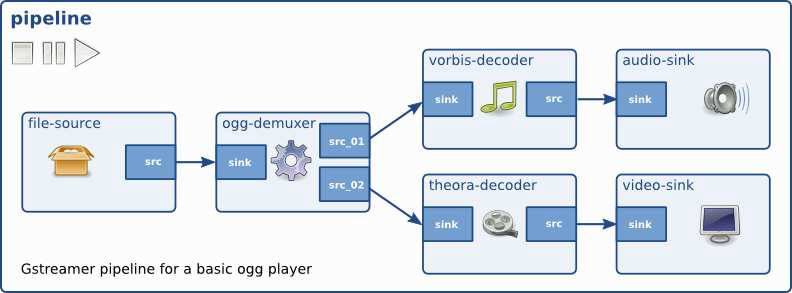 pipeline
file-source
src
ogg-demuxer
sink
src_01
src_02
vorbis-decoder
sink
src
audio-sink
sink
theora-decoder
sink
src
video-sink
sink
Gstreamer pipeline for a basic ogg player